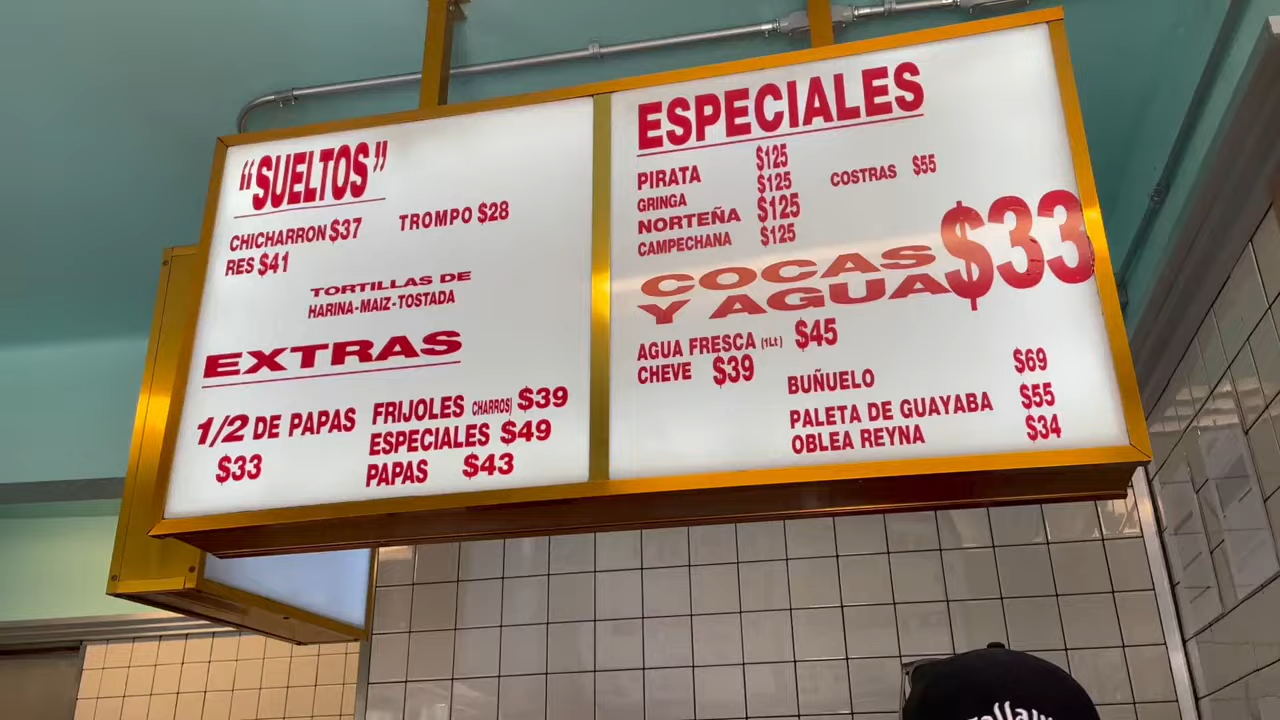 "SUELTOS"
CHICHARRON $37 TROMPO $28
RES $41
TORTILLAS DE
HARINA-MAIZ-TOSTADA
EXTRAS
1/2 DE PAPAS
$33
FRIJOLES CHARROS) $39
ESPECIALES $49
PAPAS $43
ESPECIALES
PIRATA $125
GRINGA $125
NORTEÑA $125
CAMPECHANA $125
COSTRAS $55
COCAS
Y AGUA $33
AGUA FRESCA (1Lt) $45
CHEVE $39
BUÑUELO $69
PALETA DE GUAYABA $55
OBLEA REYNA $34